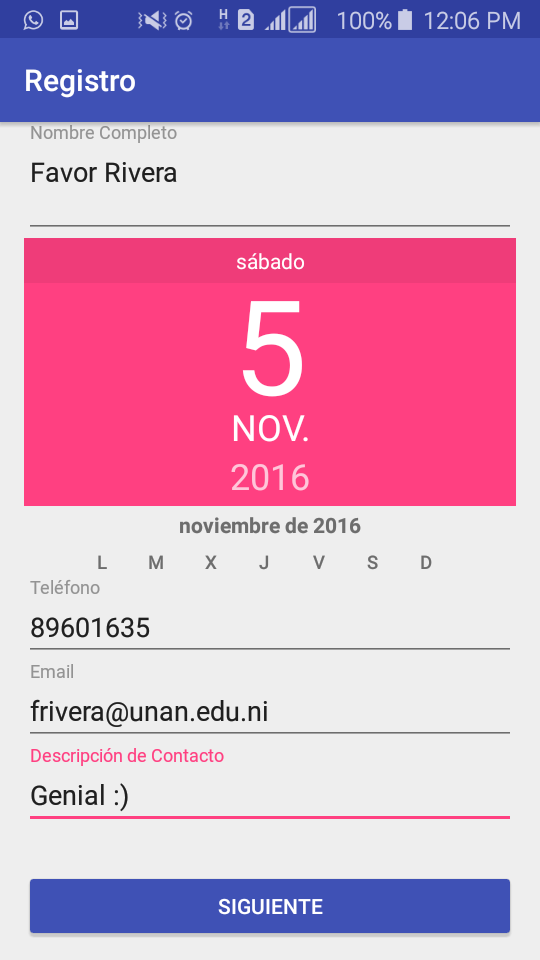 H 2 100% 12:06 PM
Registro
Nombre Completo
Favor Rivera
sábado
5
NOV.
2016
noviembre de 2016
L M X J V S D
Teléfono
89601635
Email
frivera@unan.edu.ni
Descripción de Contacto
Genial :)
SIGUIENTE